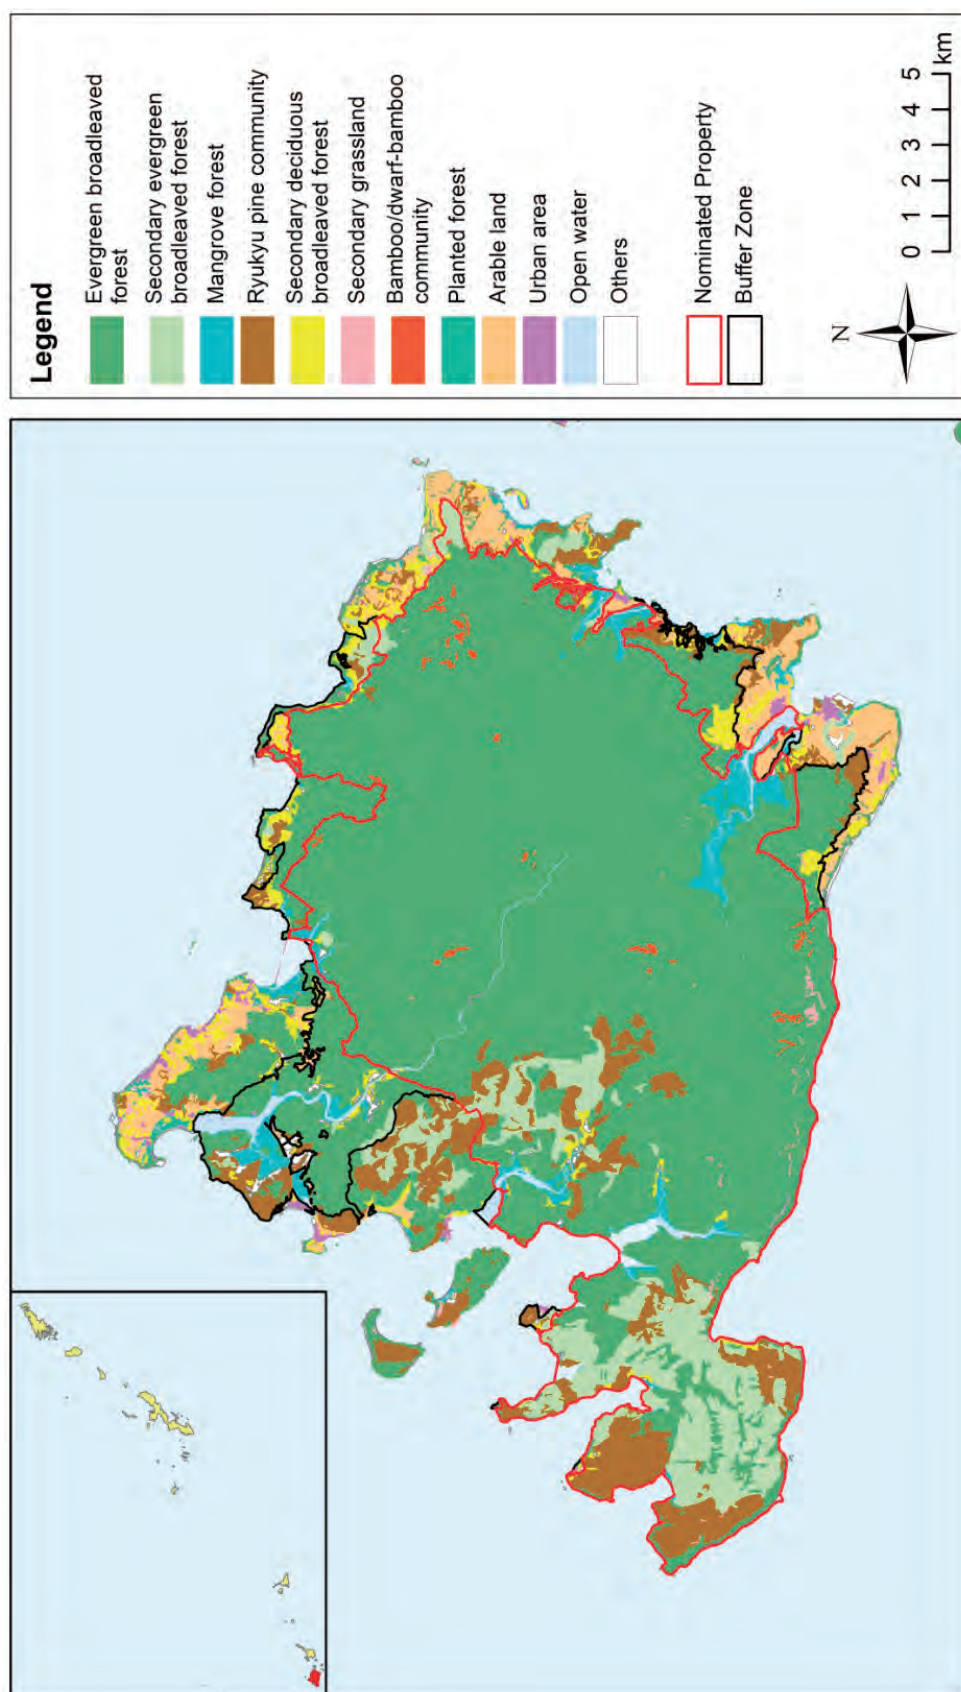 Legend
Evergreen broadleaved
forest
Secondary evergreen
broadleaved forest
Mangrove forest
Ryukyu pine community
Secondary deciduous
broadleaved forest
Secondary grassland
Bamboo/dwarf-bamboo
community
Planted forest
Arable land
Urban area
Open water
Others
Nominated Property
Buffer Zone
N
0 1 2 3 4 5
km